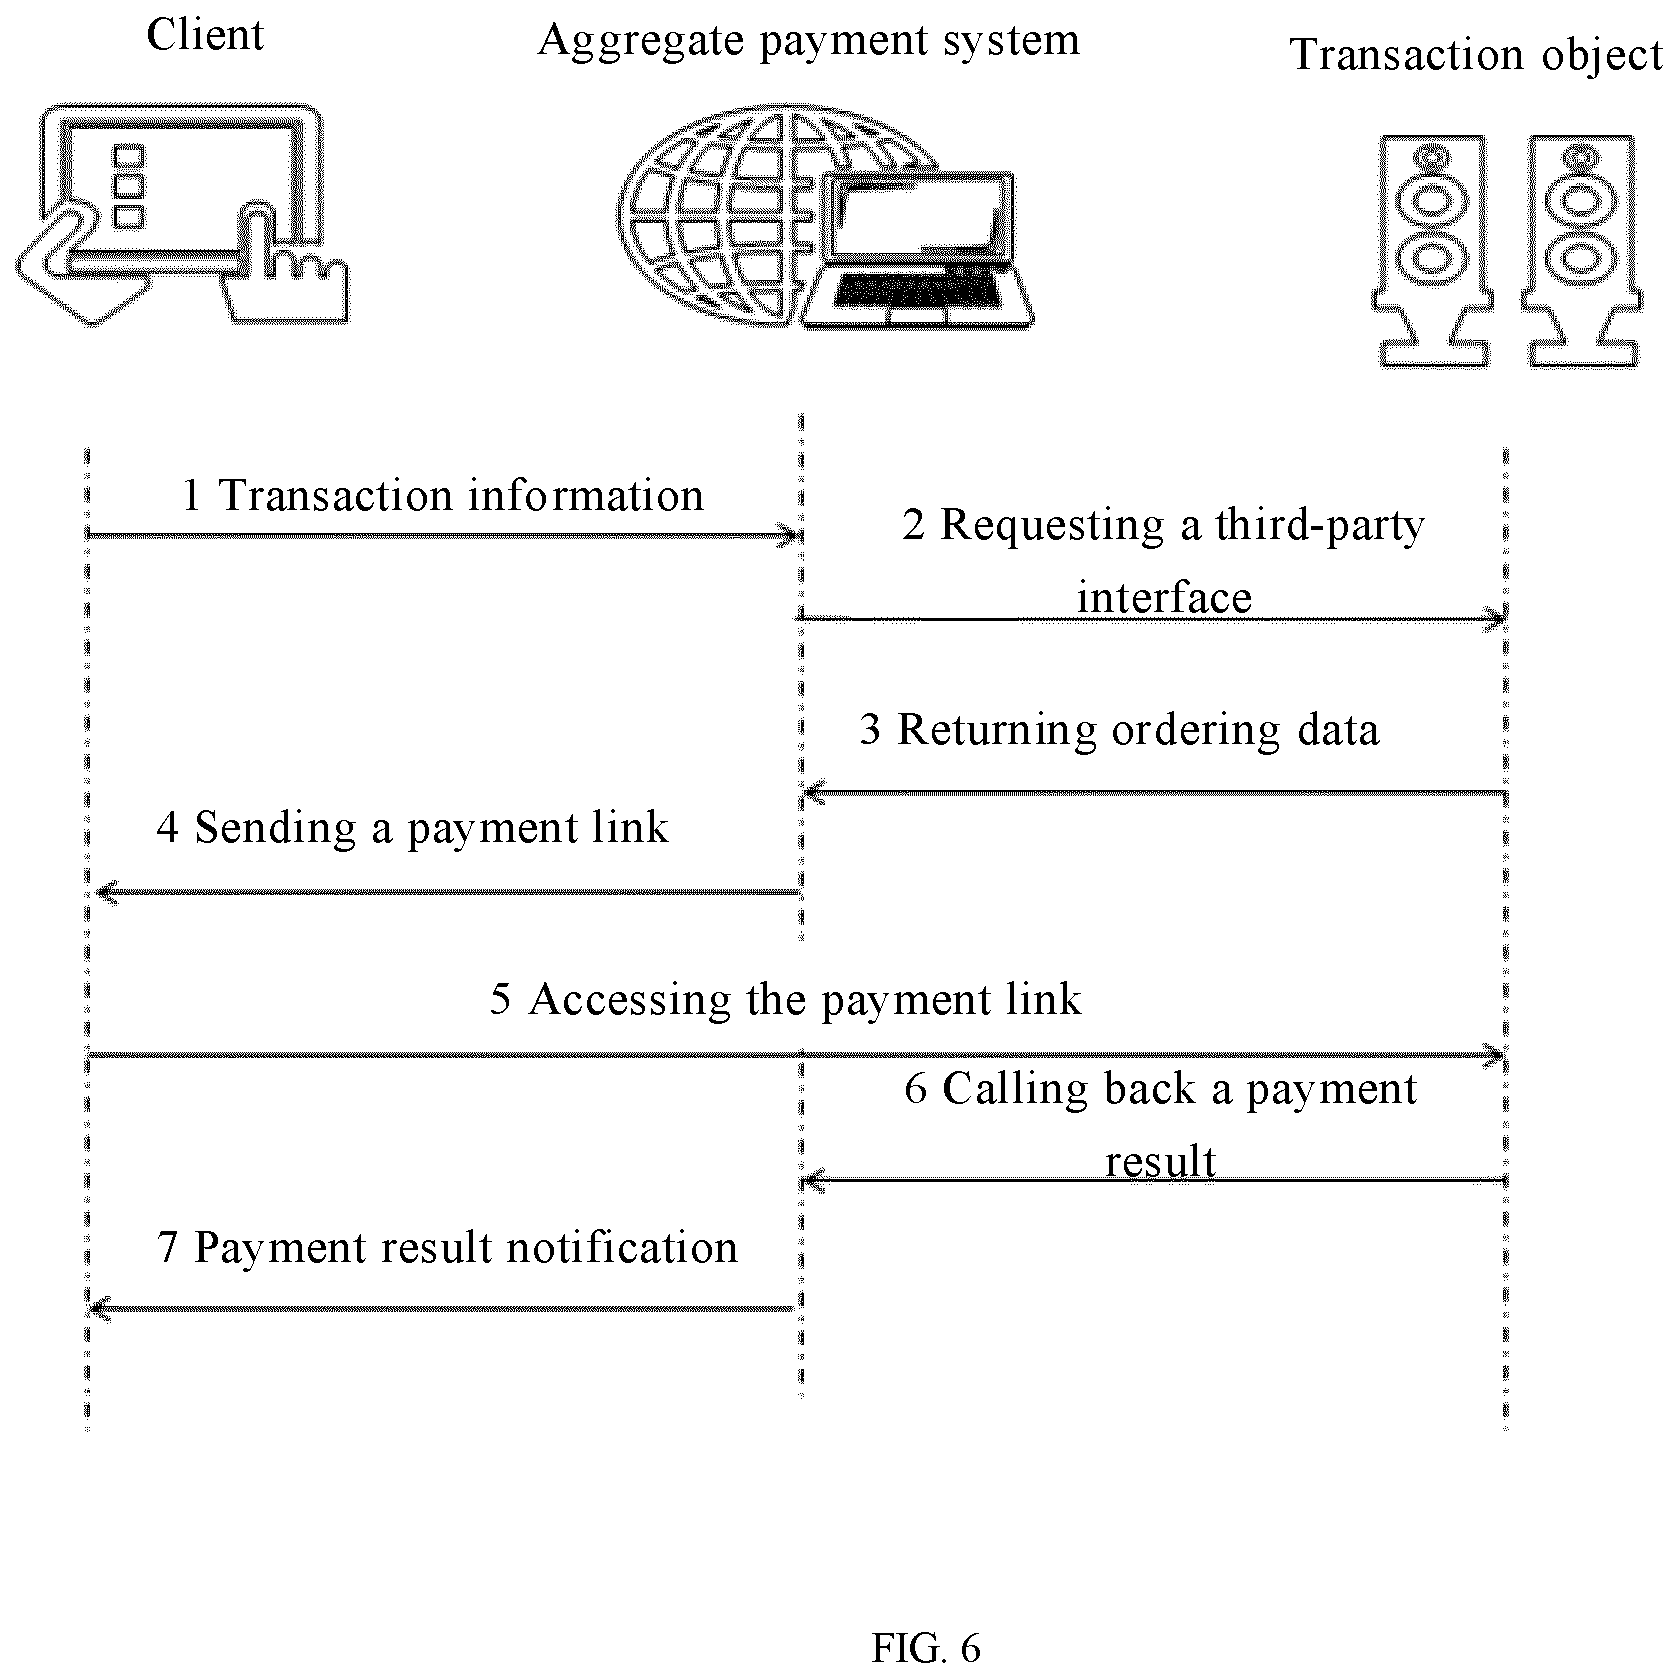 Client
Aggregate payment system
Transaction object
1 Transaction information
2 Requesting a third-party
interface
3 Returning ordering data
4 Sending a payment link
5 Accessing the payment link
6 Calling back a payment
result
7 Payment result notification
FIG. 6